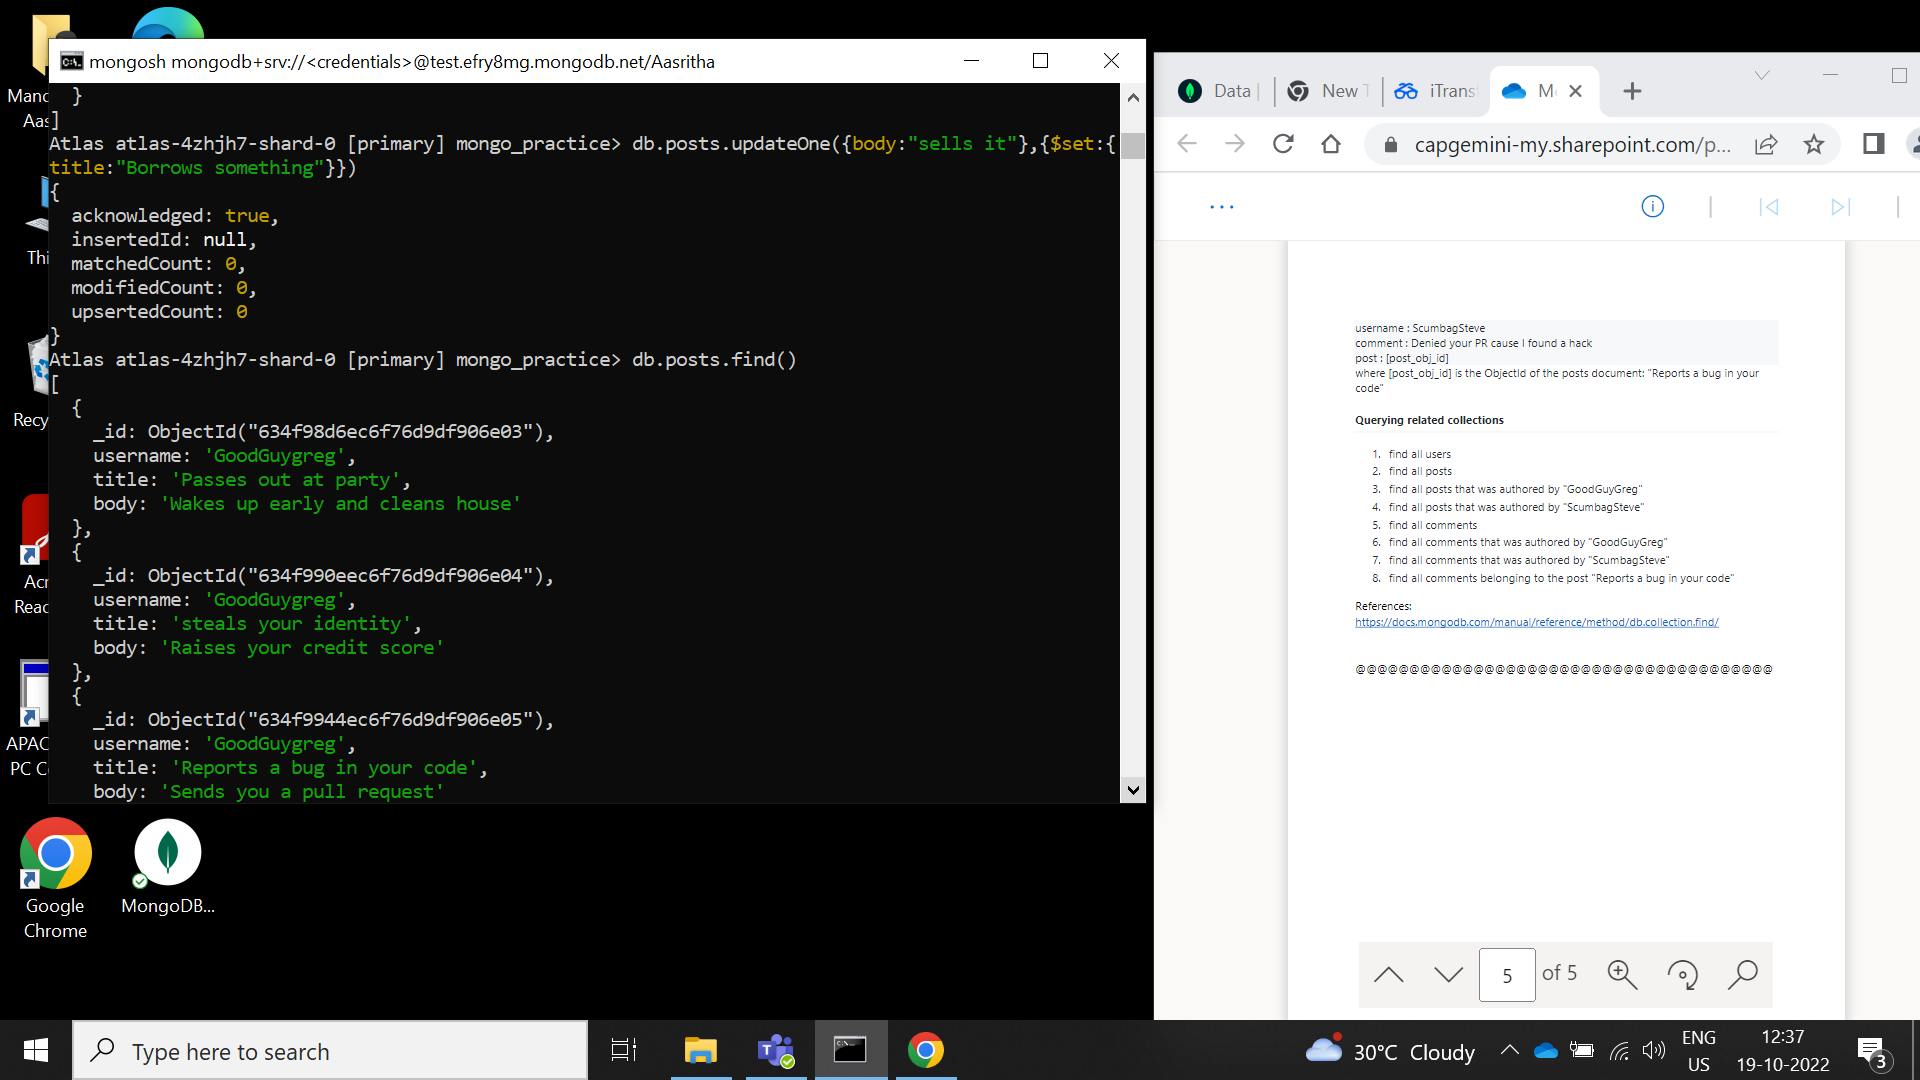 mongosh mongodb+srv://<credentials>@test.efry8mg.mongodb.net/Aasritha
}
]
Atlas atlas-4zhjh7-shard-0 [primary] mongo_practice> db.posts.updateOne({body:"sells it"},{$set:{
title:"Borrows something"}})
{
acknowledged: true,
insertedId: null,
matchedCount: 0,
modifiedCount: 0,
upsertedCount: 0
}
Atlas atlas-4zhjh7-shard-0 [primary] mongo_practice> db.posts.find()
[
{
_id: ObjectId("634f98d6ec6f76d9df906e03"),
username: 'GoodGuygreg',
title: 'Passes out at party',
body: 'Wakes up early and cleans house'
},
{
_id: ObjectId("634f990eec6f76d9df906e04"),
username: 'GoodGuygreg',
title: 'steals your identity',
body: 'Raises your credit score'
},
{
_id: ObjectId("634f9944ec6f76d9df906e05"),
username: 'GoodGuygreg',
title: 'Reports a bug in your code',
body: 'Sends you a pull request'
Manc
Aas
Thi
Recy
Acr
Reac
APAC
PC C
Google
Chrome
MongoDB...
Data
New T
iTrans
M
capgemini-my.sharepoint.com/p...
username : ScumbagSteve
comment : Denied your PR cause I found a hack
post : [post_obj_id]
where [post_obj_id] is the ObjectId of the posts document: "Reports a bug in your
code"
Querying related collections
1. find all users
2. find all posts
3. find all posts that was authored by "GoodGuyGreg"
4. find all posts that was authored by "ScumbagSteve"
5. find all comments
6. find all comments that was authored by "GoodGuyGreg"
7. find all comments that was authored by "ScumbagSteve"
8. find all comments belonging to the post "Reports a bug in your code"
References:
https://docs.mongodb.com/manual/reference/method/db.collection.find/
@@@@@@@@@@@@@@@@@@@@@@@@@@@@@@@@@@@@@@@
5 of 5
Type here to search
30°C Cloudy
ENG
US
12:37
19-10-2022
3